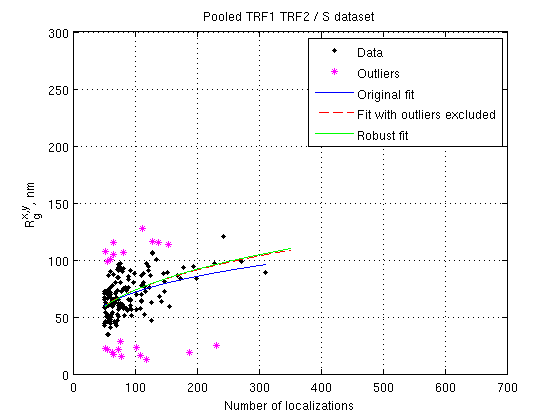 Pooled TRF1 TRF2 / S dataset
300
250
200
150
100
50
0
R_g^x,y, nm
Data
Outliers
Original fit
Fit with outliers excluded
Robust fit
0 100 200 300 400 500 600 700
Number of localizations